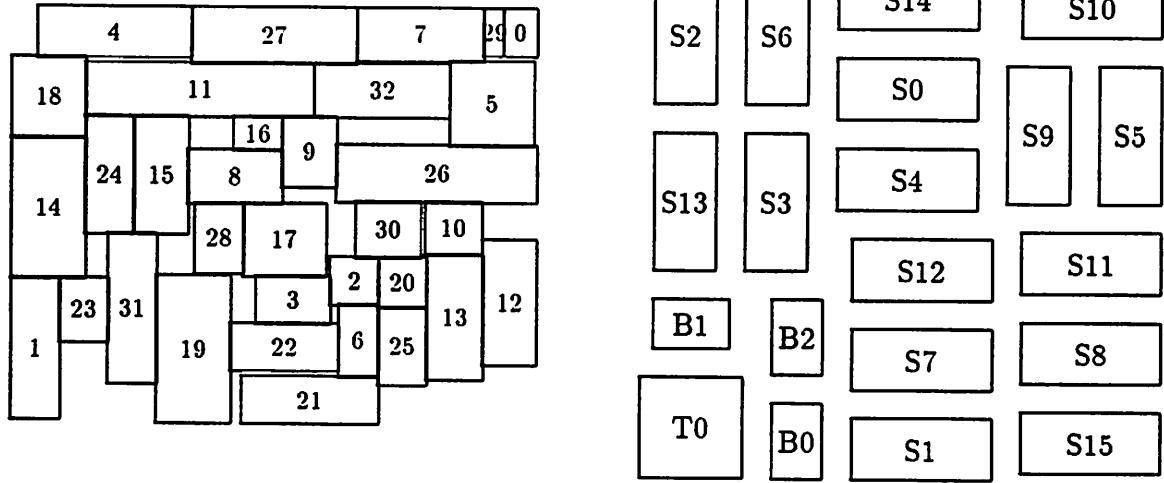 4 27 7 29 0
18 11 32 5
16
24 15 8 9 26
14
28 17 30 10
2 20
23 31 3 13 12
1 19 22 6 25
21
S2 S6 S14 S10
S0
S9 S5
S4
S13 S3
S12 S11
B1 B2
S7 S8
T0 B0 S1 S15